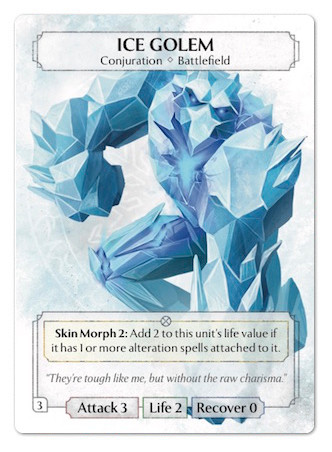 ICE GOLEM
Conjuration ⋄ Battlefield
Skin Morph 2: Add 2 to this unit's life value if
it has 1 or more alteration spells attached to it.
"They're tough like me, but without the raw charisma."
3 Attack 3 Life 2 Recover 0